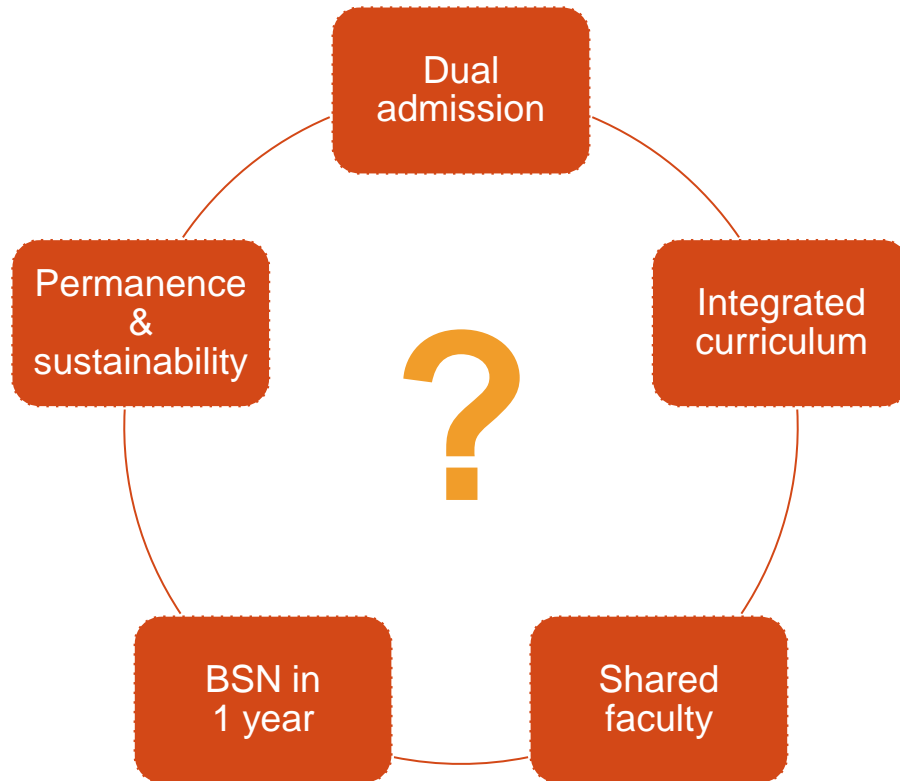 Dual
admission
Integrated
curriculum
Shared
faculty
BSN in
1 year
Permanence
&
sustainability
?